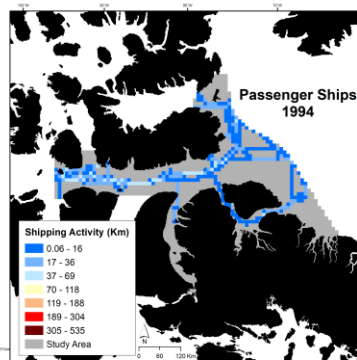 Passenger Ships
1994
Shipping Activity (Km)
0.06 - 16
17 - 36
37 - 69
70 - 118
119 - 188
189 - 304
305 - 535
Study Area
N
0 30 60 120 Km